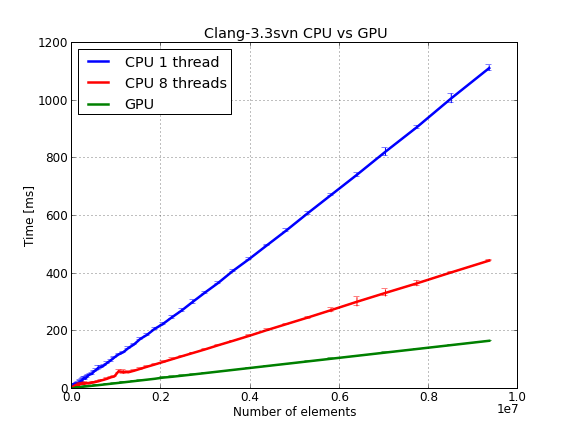 Clang-3.3svn CPU vs GPU
CPU 1 thread
CPU 8 threads
GPU
Time [ms]
1200
1000
800
600
400
200
0
0.0 0.2 0.4 0.6 0.8 1.0
1e7
Number of elements